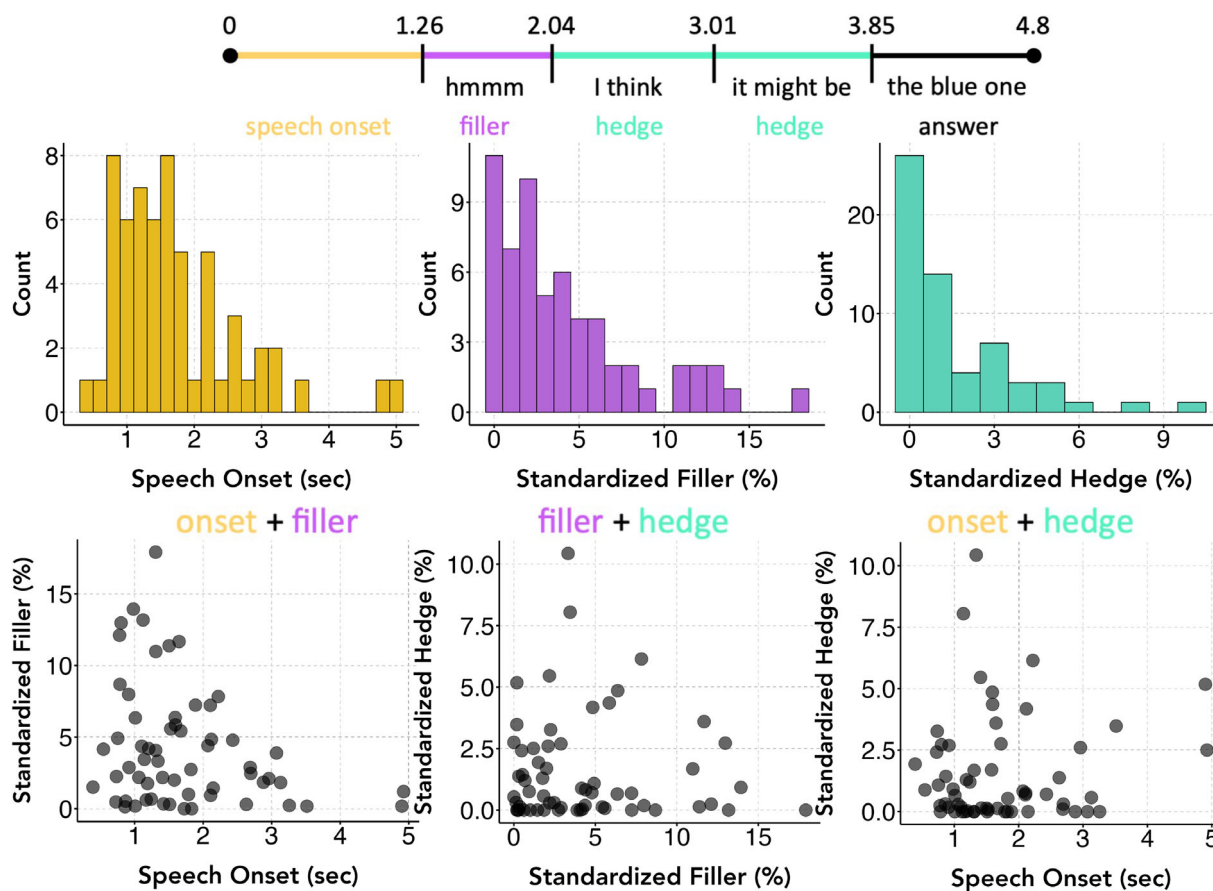 0 1.26 2.04 3.01 3.85 4.8
hmmm I think it might be the blue one
speech onset filler hedge hedge answer
Count
8
6
4
2
0
1 2 3 4 5
Speech Onset (sec)
Count
9
6
3
0
0 5 10 15
Standardized Filler (%)
Count
20
10
0
0 3 6 9
Standardized Hedge (%)
onset + filler
Standardized Filler (%)
15
10
5
0
1 2 3 4 5
Speech Onset (sec)
filler + hedge
Standardized Hedge (%)
10.0
7.5
5.0
2.5
0.0
0 5 10 15
Standardized Filler (%)
onset + hedge
Standardized Hedge (%)
10.0
7.5
5.0
2.5
0.0
1 2 3 4 5
Speech Onset (sec)